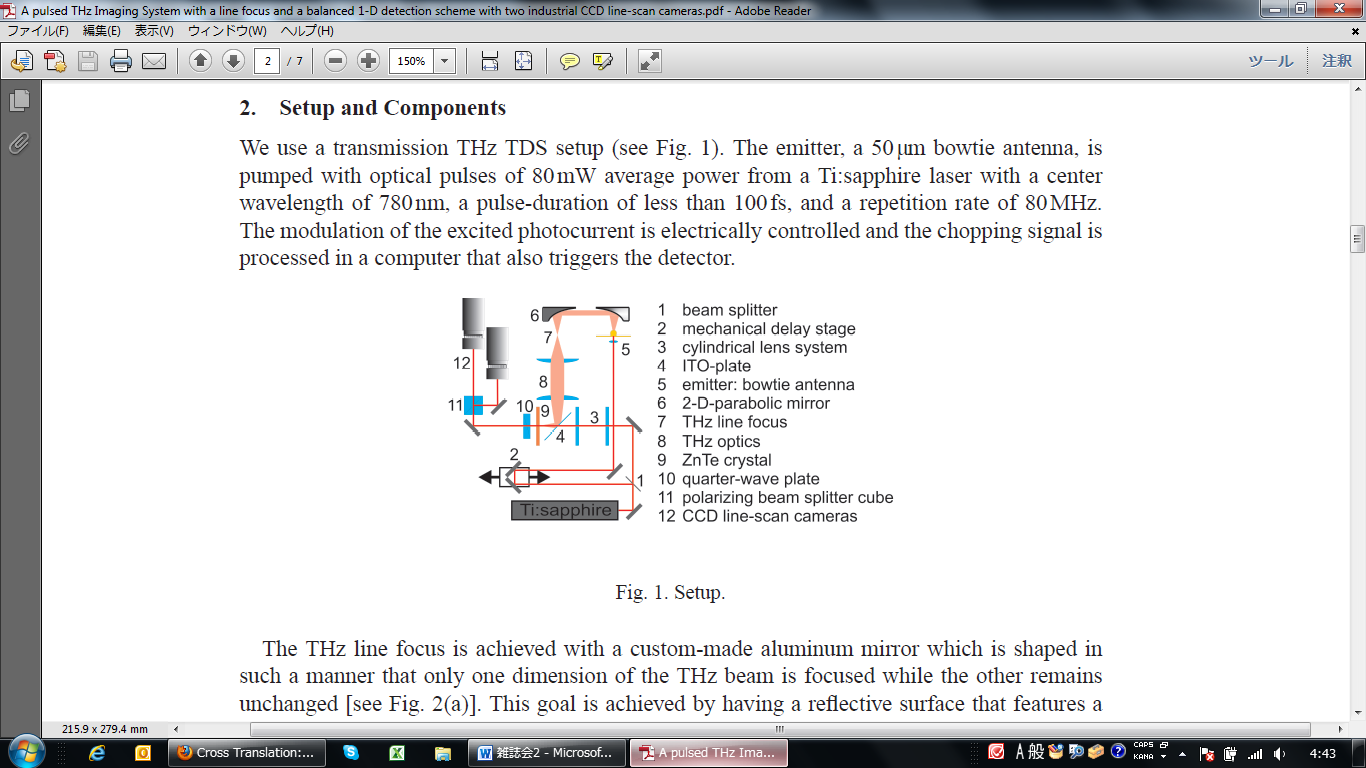 A pulsed THz Imaging System with a line focus and a balanced 1-D detection scheme with two industrial CCD line-scan cameras.pdf - Adobe Reader
ファイル(F) 編集(E) 表示(V) ウィンドウ(W) ヘルプ(H)
2 / 7 150% ツール 注釈
2. Setup and Components
We use a transmission THz TDS setup (see Fig. 1). The emitter, a 50 μm bowtie antenna, is
pumped with optical pulses of 80 mW average power from a Ti:sapphire laser with a center
wavelength of 780 nm, a pulse-duration of less than 100 fs, and a repetition rate of 80 MHz.
The modulation of the excited photocurrent is electrically controlled and the chopping signal is
processed in a computer that also triggers the detector.
6
7
5
12
8
11
10
9
4
3
2
1
Ti:sapphire
1 beam splitter
2 mechanical delay stage
3 cylindrical lens system
4 ITO-plate
5 emitter: bowtie antenna
6 2-D-parabolic mirror
7 THz line focus
8 THz optics
9 ZnTe crystal
10 quarter-wave plate
11 polarizing beam splitter cube
12 CCD line-scan cameras
Fig. 1. Setup.
The THz line focus is achieved with a custom-made aluminum mirror which is shaped in
such a manner that only one dimension of the THz beam is focused while the other remains
unchanged [see Fig. 2(a)]. This goal is achieved by having a reflective surface that features a
215.9 x 279.4 mm
Cross Translation:... 雑誌会2 - Microsof... A pulsed THz Ima... A 般 CAPS KANA 4:43